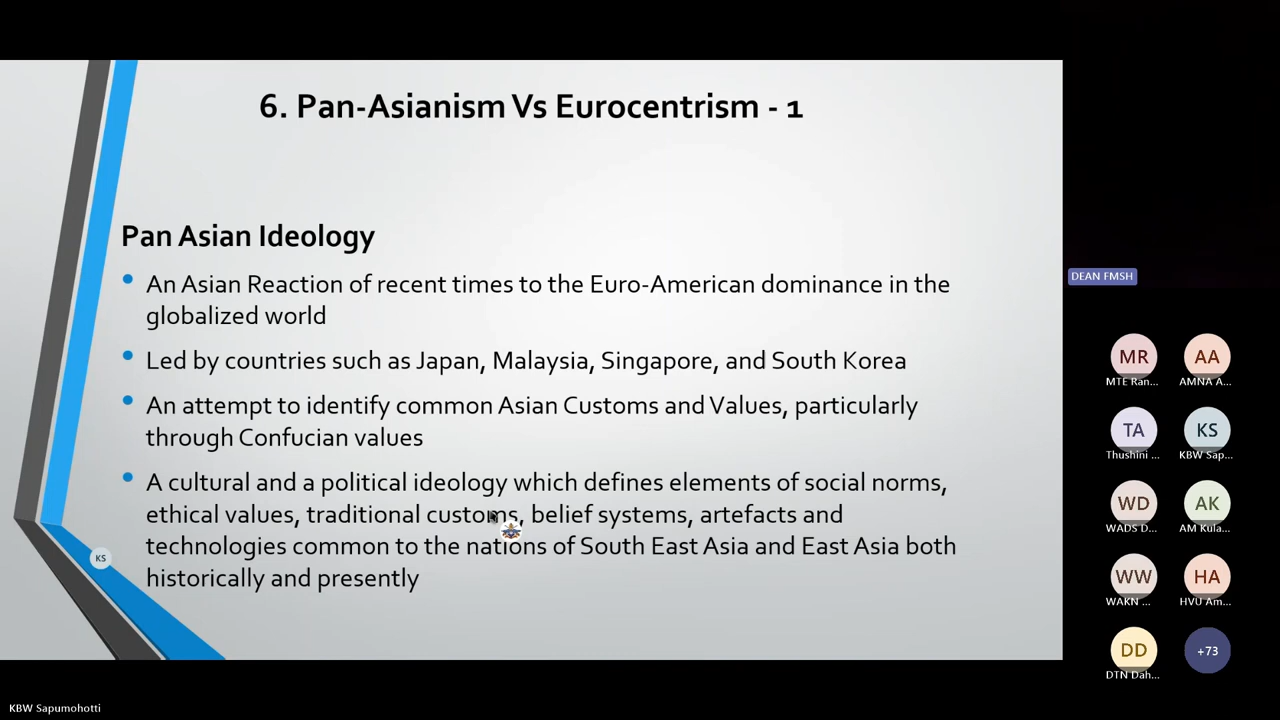 6. Pan-Asianism Vs Eurocentrism - 1
Pan Asian Ideology
An Asian Reaction of recent times to the Euro-American dominance in the
globalized world
Led by countries such as Japan, Malaysia, Singapore, and South Korea
An attempt to identify common Asian Customs and Values, particularly
through Confucian values
A cultural and a political ideology which defines elements of social norms,
ethical values, traditional customs, belief systems, artefacts and
technologies common to the nations of South East Asia and East Asia both
historically and presently
KS
DEAN FMSH
MR
MTE Ran...
AA
AMNA A...
TA
Thushini ...
KS
KBW Sap...
WD
WADS D...
AK
AM Kula...
WW
WAKN ...
HA
HVU Am...
DD
DTN Dah...
+73
KBW Sapumohotti